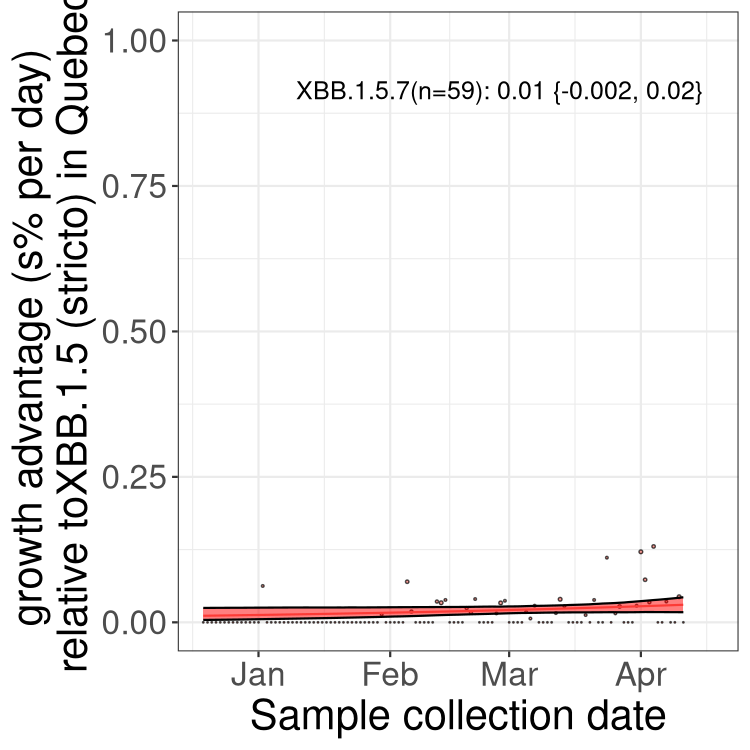 growth advantage (s% per day)
relative toXBB.1.5 (stricto) in Quebec
1.00
0.75
0.50
0.25
0.00
XBB.1.5.7(n=59): 0.01 {-0.002, 0.02}
Jan Feb Mar Apr
Sample collection date